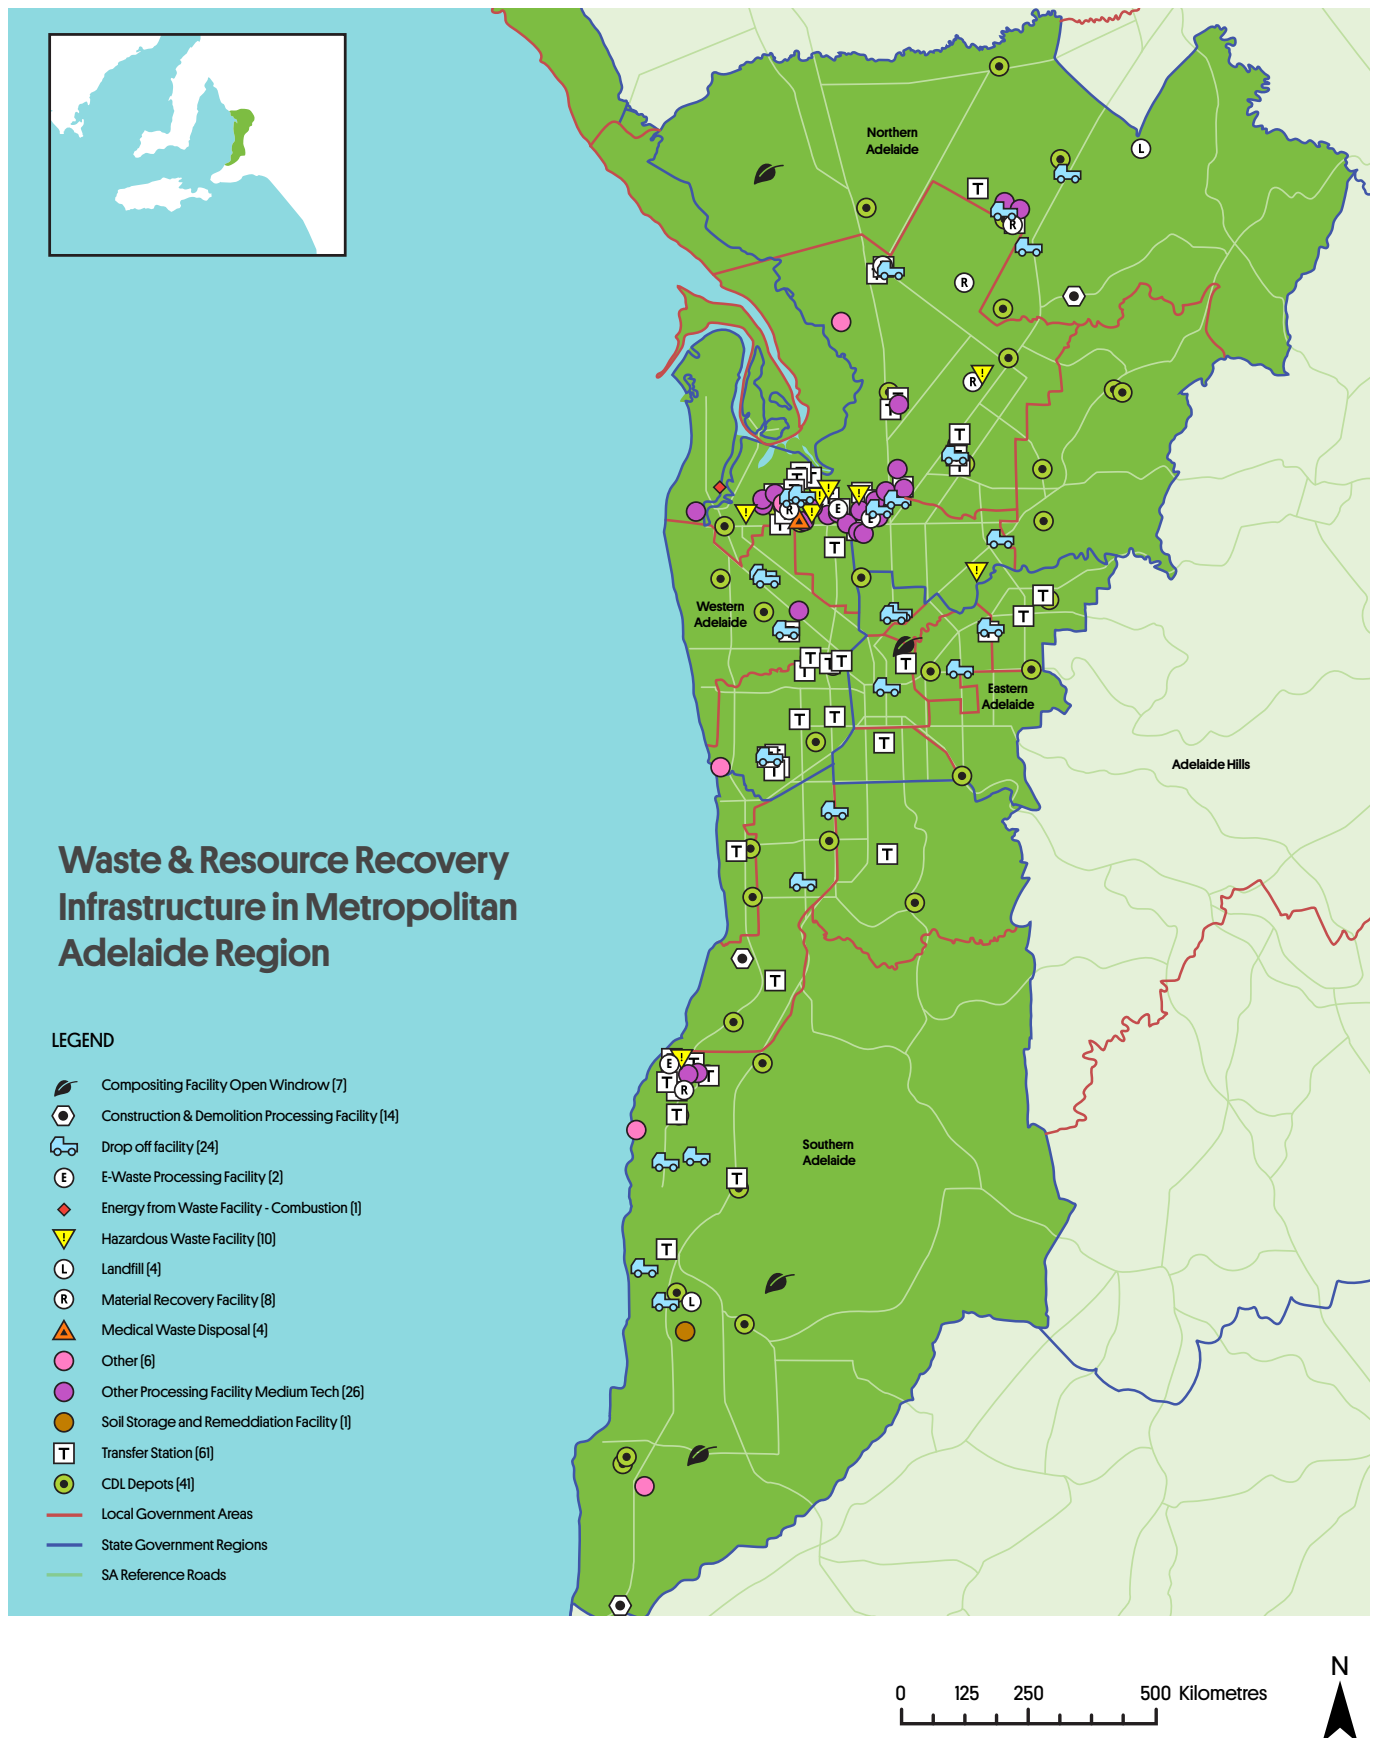 Northern
Adelaide
Western
Adelaide
Eastern
Adelaide
Adelaide Hills
Southern
Adelaide
Waste & Resource Recovery
Infrastructure in Metropolitan
Adelaide Region
LEGEND
Compositing Facility Open Windrow (7)
Construction & Demolition Processing Facility (14)
Drop off facility (24)
E E-Waste Processing Facility (2)
Energy from Waste Facility - Combustion (1)
! Hazardous Waste Facility (10)
L Landfill (4)
R Material Recovery Facility (8)
Medical Waste Disposal (4)
Other (6)
Other Processing Facility Medium Tech (26)
Soil Storage and Remeddiation Facility (1)
T Transfer Station (61)
CDL Depots (41)
Local Government Areas
State Government Regions
SA Reference Roads
N
0 125 250 500 Kilometres